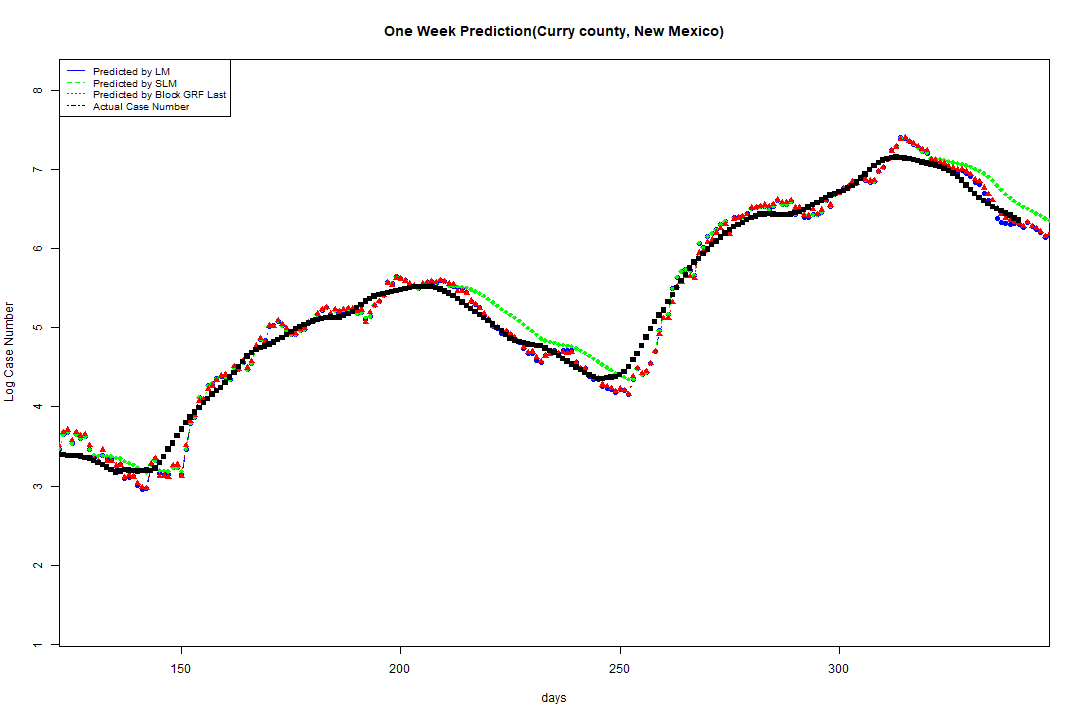 One Week Prediction(Curry county, New Mexico)
Predicted by LM
Predicted by SLM
Predicted by Block GRF Last
Actual Case Number
8
7
6
5
4
3
2
1
Log Case Number
150 200 250 300
days